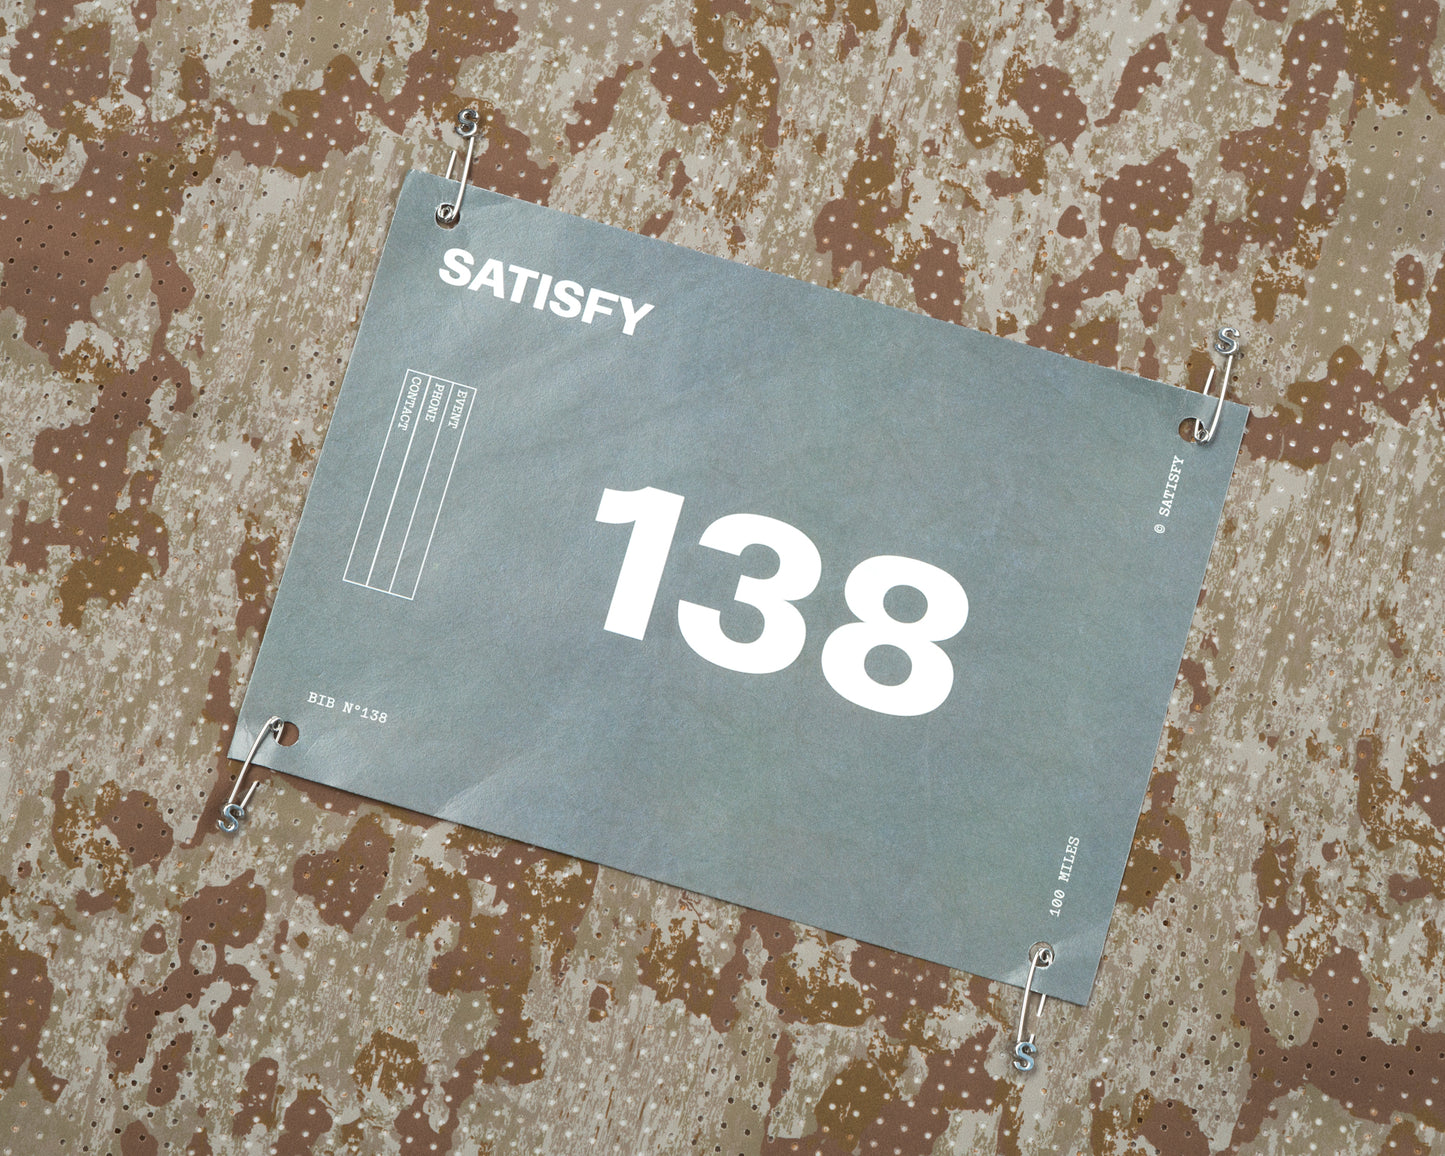 SATISFY
EVENT
PHONE
CONTACT
138
© SATISFY
BIB N°138
100 MILES
S
S
S
S